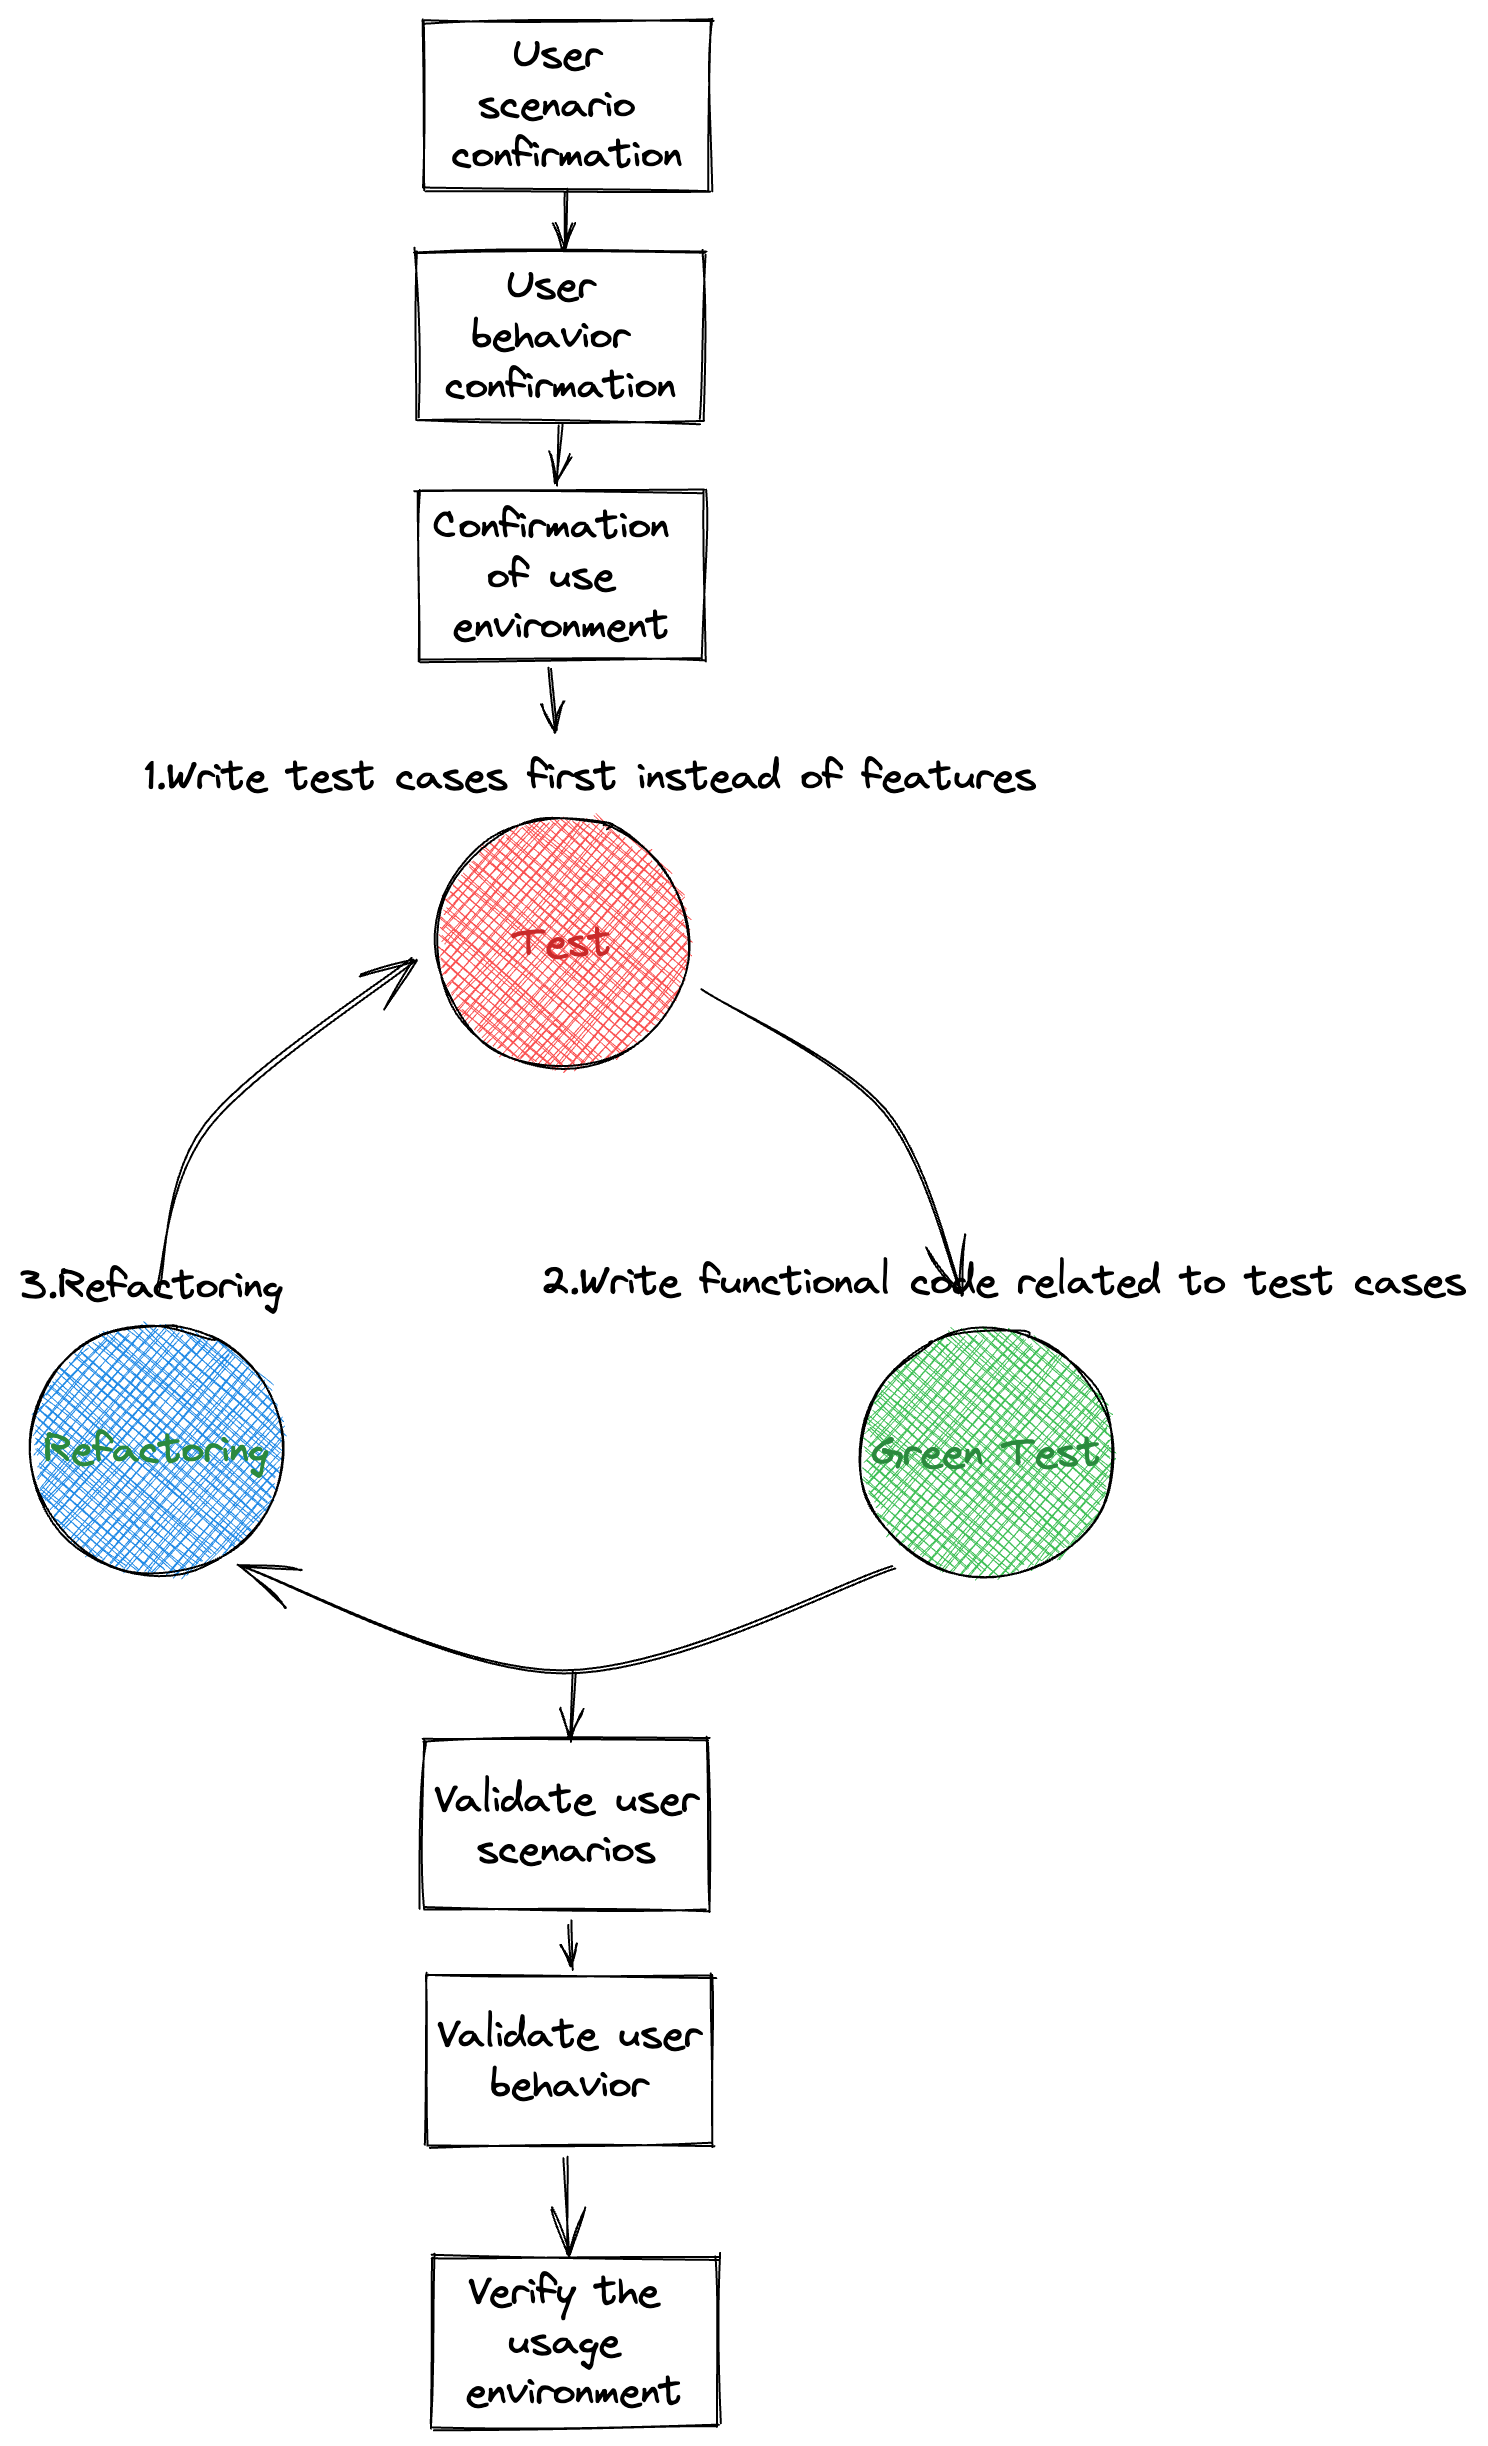 User
scenario
confirmation
User
behavior
confirmation
Confirmation
of use
environment
1.Write test cases first instead of features
Test
3.Refactoring
2.Write functional code related to test cases
Refactoring
Green Test
Validate user
scenarios
Validate user
behavior
Verify the
usage
environment